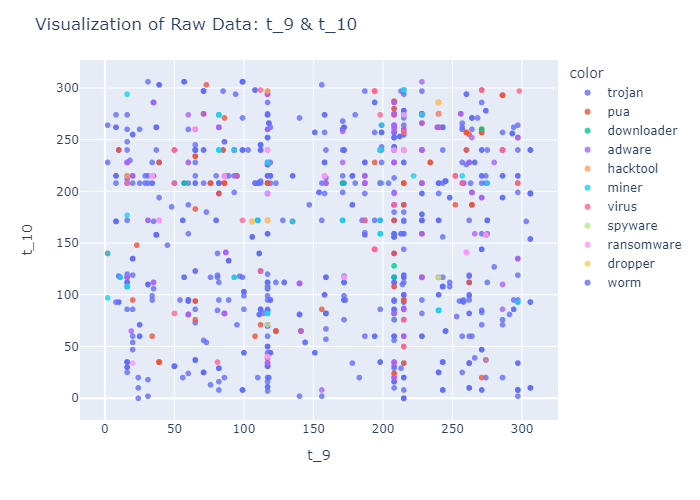 Visualization of Raw Data: t_9 & t_10
color
trojan
pua
downloader
adware
hacktool
miner
virus
spyware
ransomware
dropper
worm
300
250
200
150
100
50
0
t_10
0 50 100 150 200 250 300
t_9